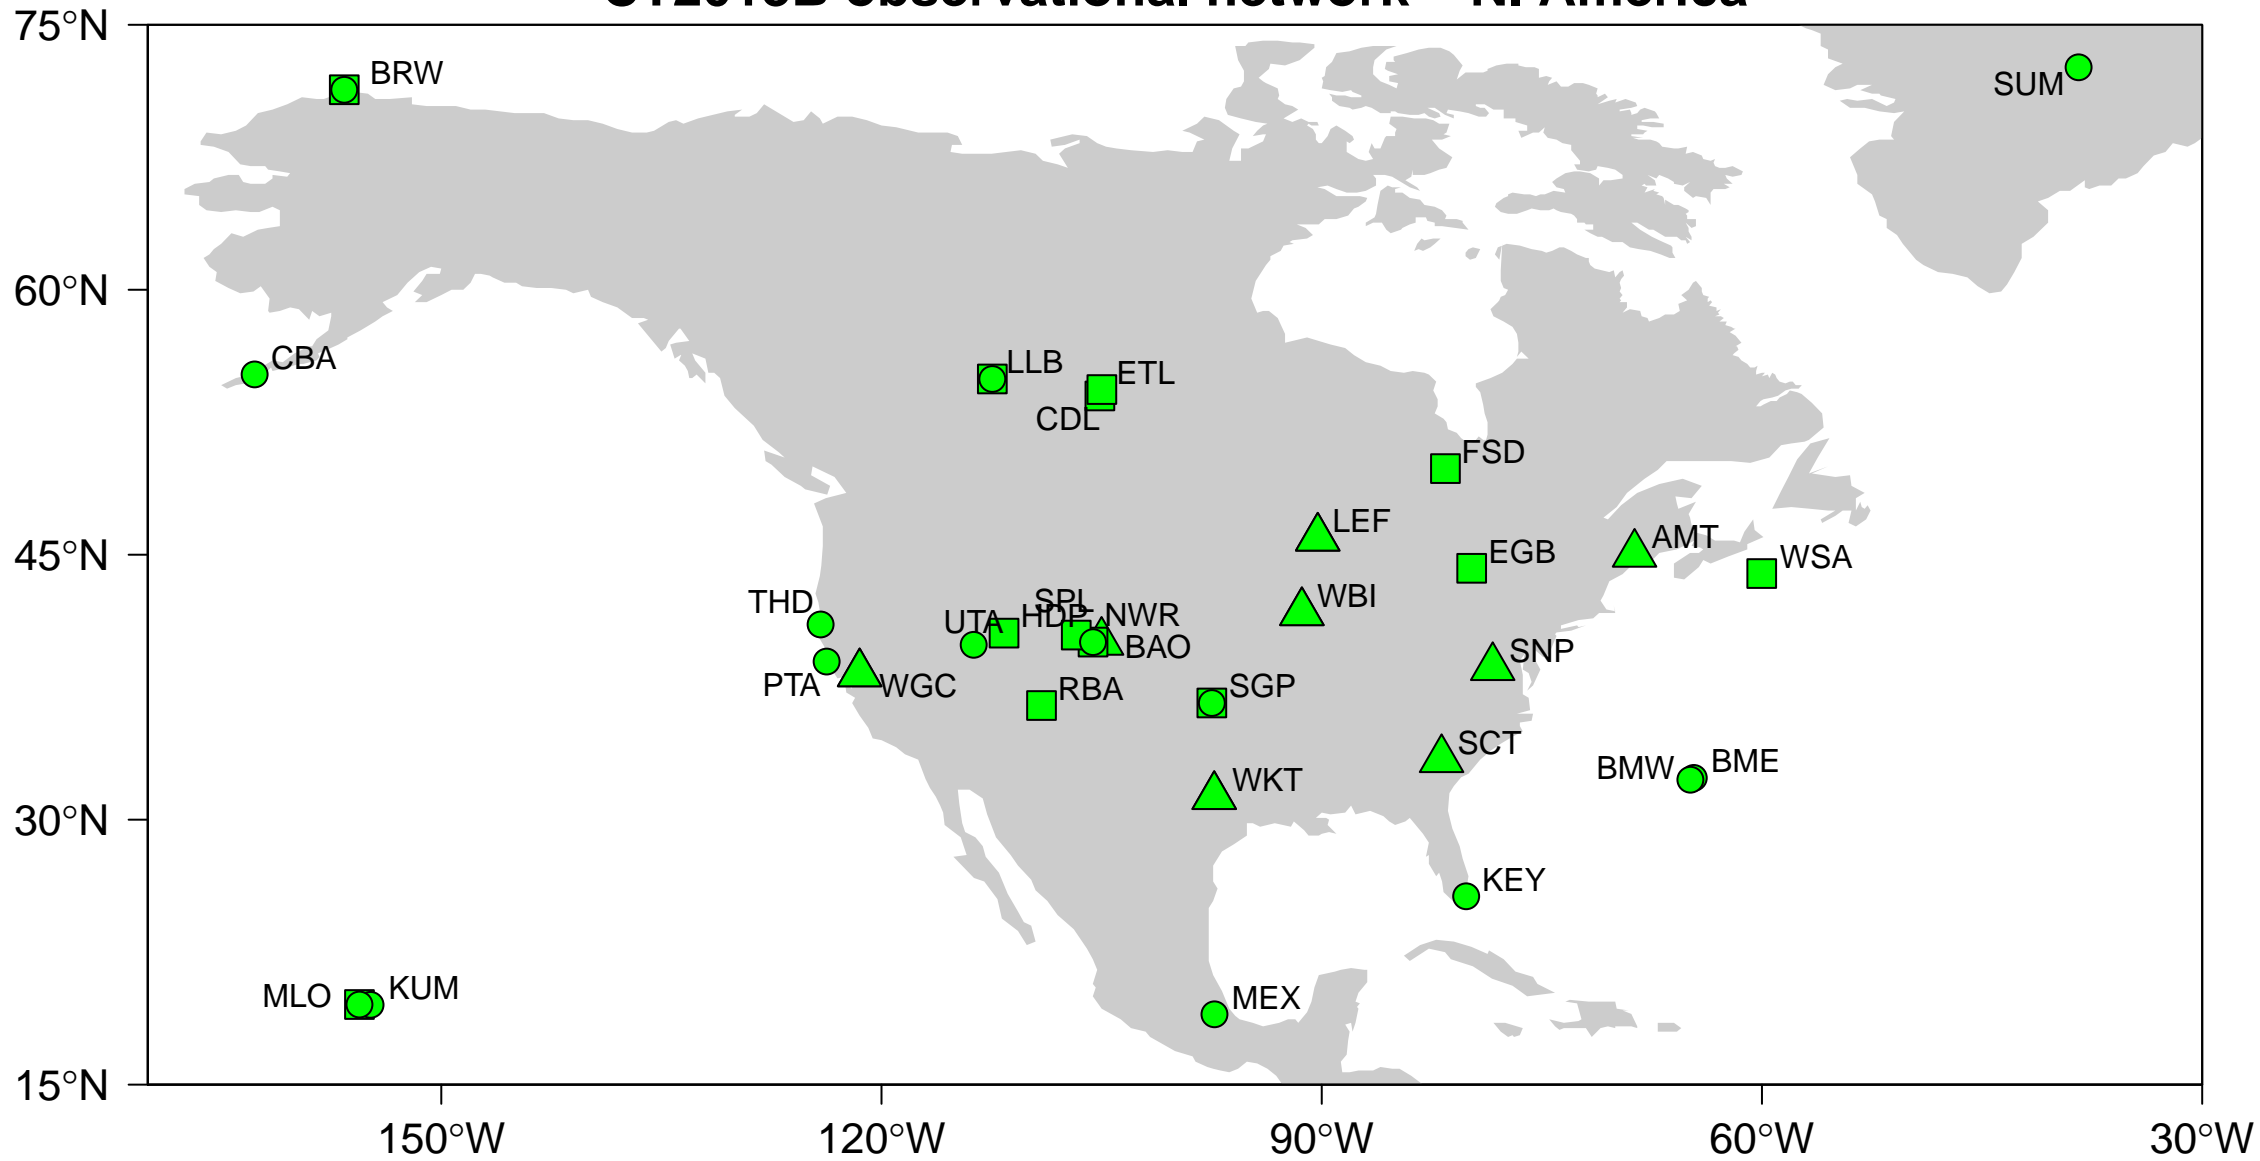 75°N
BRW
SUM
60°N
CBA
LLB
ETL
CDL
FSD
LEF
AMT
45°N
EGB
WSA
WBI
THD
SPL
HDP
NWR
UTA
BAO
SNP
PTA
WGC
RBA
SGP
SCT
BMW
BME
WKT
30°N
KEY
MLO
KUM
MEX
15°N
150°W
120°W
90°W
60°W
30°W